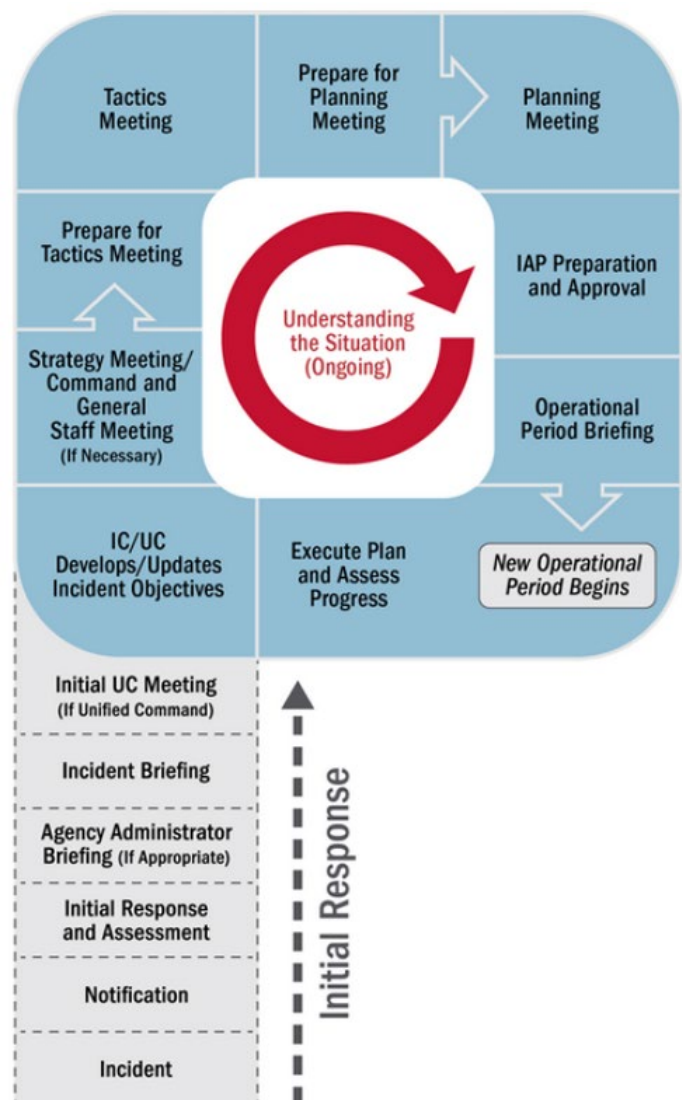 Tactics
Meeting
Prepare for
Planning
Meeting
Planning
Meeting
Prepare for
Tactics Meeting
Understanding
the Situation
(Ongoing)
IAP Preparation
and Approval
Strategy Meeting/
Command and
General
Staff Meeting
(If Necessary)
Operational
Period Briefing
IC/UC
Develops/Updates
Incident Objectives
Execute Plan
and Assess
Progress
New Operational
Period Begins
Initial UC Meeting
(If Unified Command)
Incident Briefing
Agency Administrator
Briefing (If Appropriate)
Initial Response
and Assessment
Notification
Incident
Initial Response